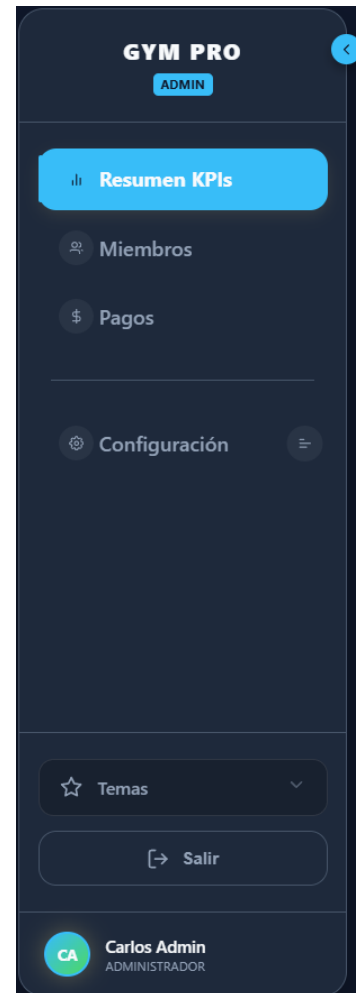 GYM PRO
ADMIN
Resumen KPIs
Miembros
Pagos
Configuración
Temas
Salir
CA
Carlos Admin
ADMINISTRADOR